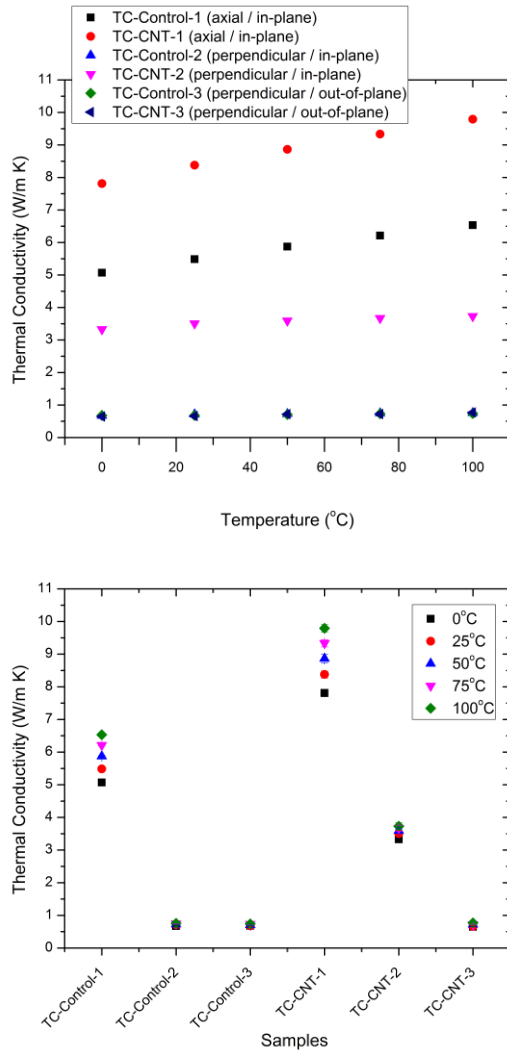 TC-Control-1 (axial / in-plane)
TC-CNT-1 (axial / in-plane)
TC-Control-2 (perpendicular / in-plane)
TC-CNT-2 (perpendicular / in-plane)
TC-Control-3 (perpendicular / out-of-plane)
TC-CNT-3 (perpendicular / out-of-plane)
11
10
9
8
7
6
5
4
3
2
1
0
Thermal Conductivity (W/m K)
0 20 40 60 80 100
Temperature (°C)
11
10
9
8
7
6
5
4
3
2
1
0
Thermal Conductivity (W/m K)
0°C
25°C
50°C
75°C
100°C
TC-Control-1
TC-Control-2
TC-Control-3
TC-CNT-1
TC-CNT-2
TC-CNT-3
Samples